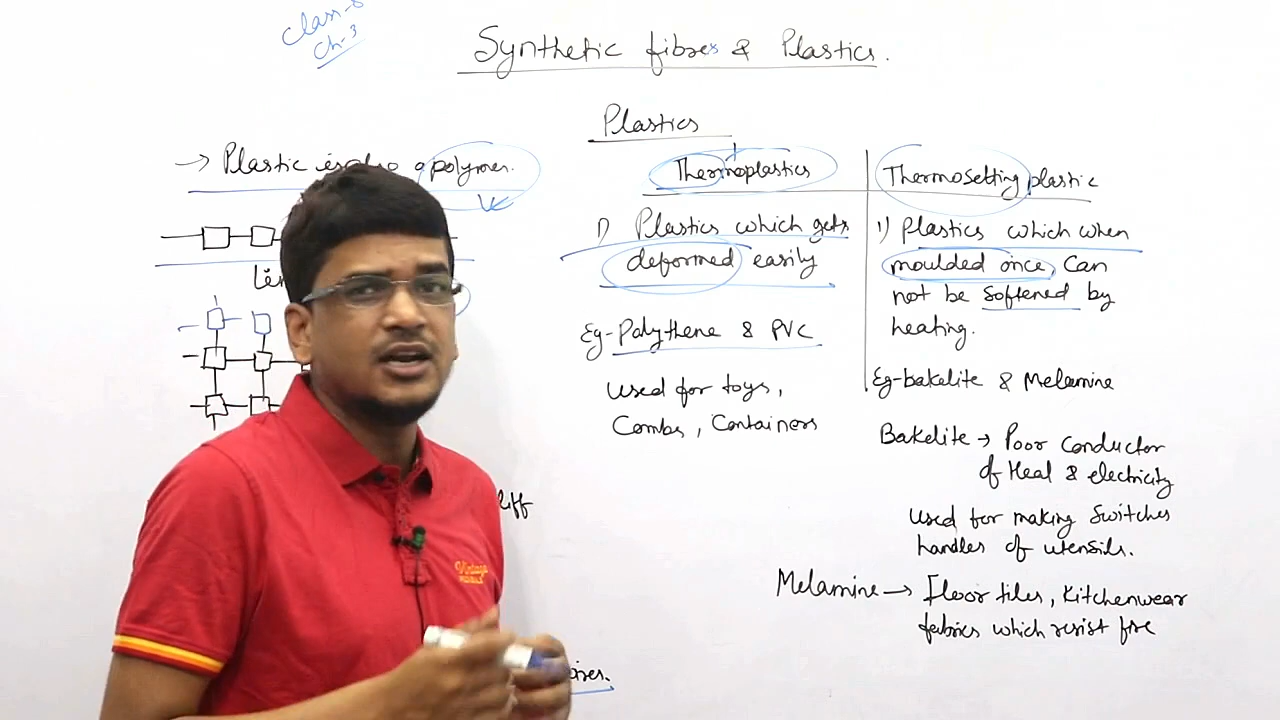 Class-8
Ch-3
Synthetic fibres & Plastics.
Plastics
→ Plastic is also a polymer.
Thermoplastics
1) Plastics which gets
deformed easily
Eg-Polythene & PVC
Used for toys,
Combs, Containers
Thermosetting plastic
1) Plastics which when
moulded once, Can
not be Softened by
heating.
Eg-bakelite & Melamine
Bakelite → Poor Conductor
of Heat & electricity
Used for making Switches
handles of utensils.
Melamine → Floor tiles, Kitchenwear
fabrics which resist fire
Vintage